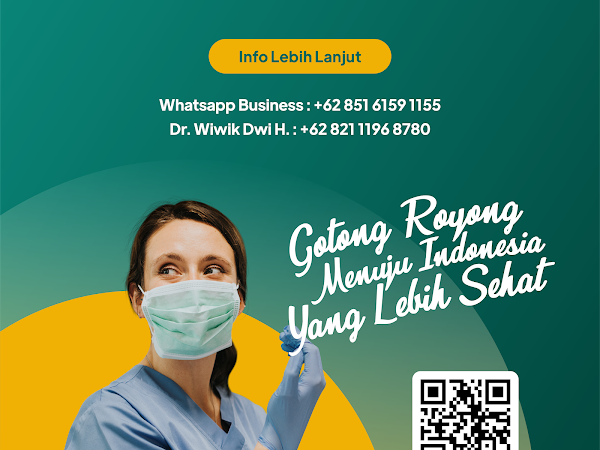 Info Lebih Lanjut
Whatsapp Business : +62 851 6159 1155
Dr. Wiwik Dwi H. : +62 821 1196 8780
Gotong Royong
Menuju Indonesia
Yang Lebih Sehat